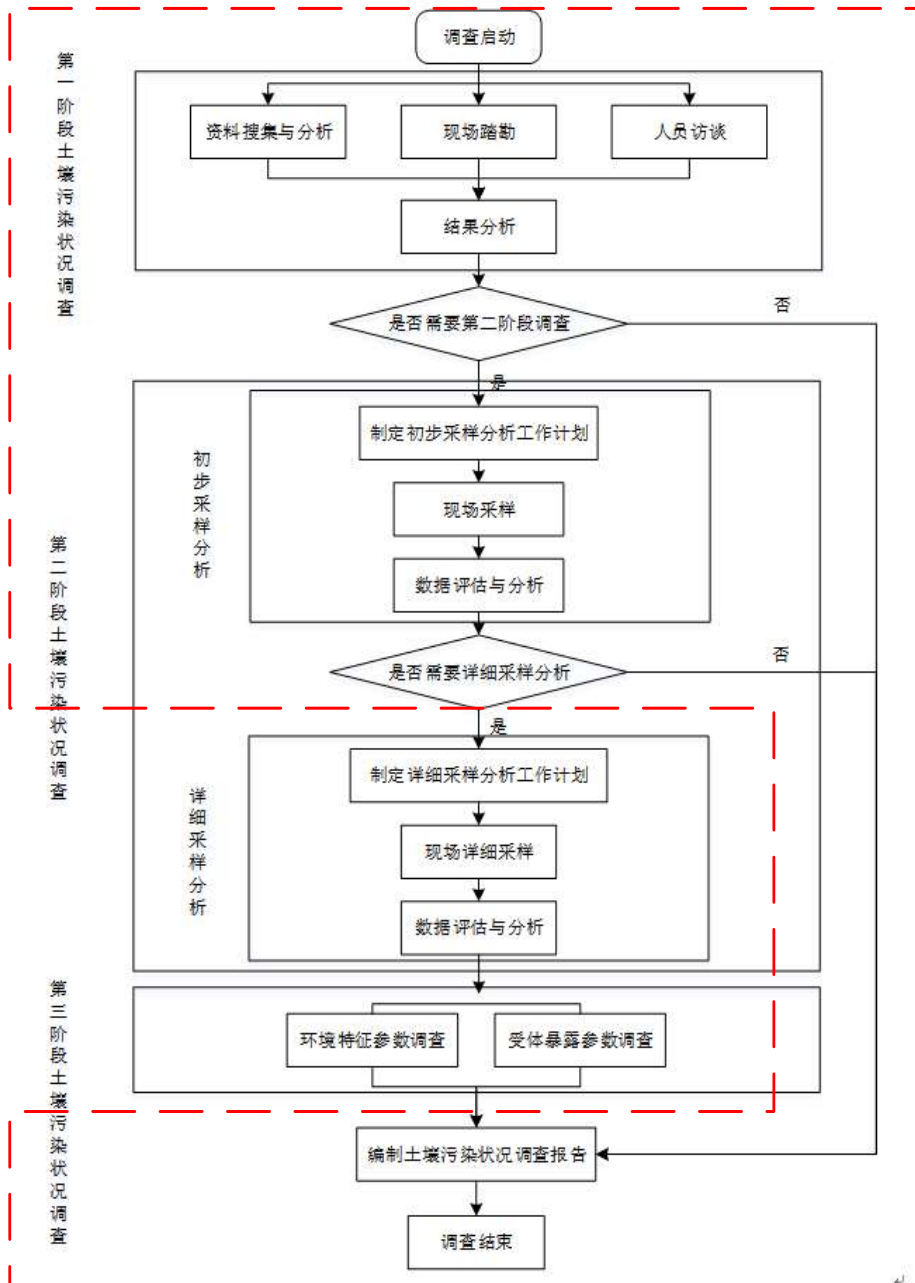 调查启动
第一阶段土壤污染状况调查
资料搜集与分析
现场踏勘
人员访谈
结果分析
是否需要第二阶段调查
否
是
第二阶段土壤污染状况调查
初步采样分析
制定初步采样分析工作计划
现场采样
数据评估与分析
是否需要详细采样分析
否
是
详细采样分析
制定详细采样分析工作计划
现场详细采样
数据评估与分析
第三阶段土壤污染状况调查
环境特征参数调查
受体暴露参数调查
编制土壤污染状况调查报告
调查结束